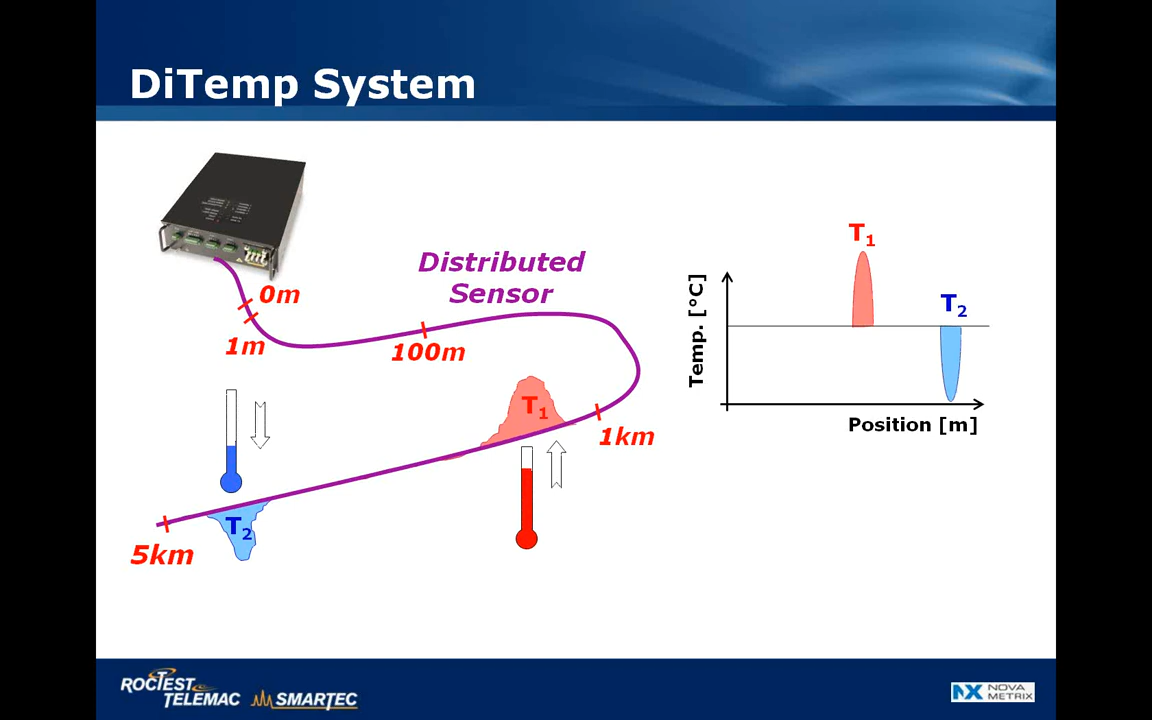 DiTemp System
Distributed
Sensor
0m
1m
100m
1km
5km
T1
T2
T1
T2
Temp. [°C]
Position [m]
ROCTEST
TELEMAC
SMARTEC
NX NOVA
METRIX